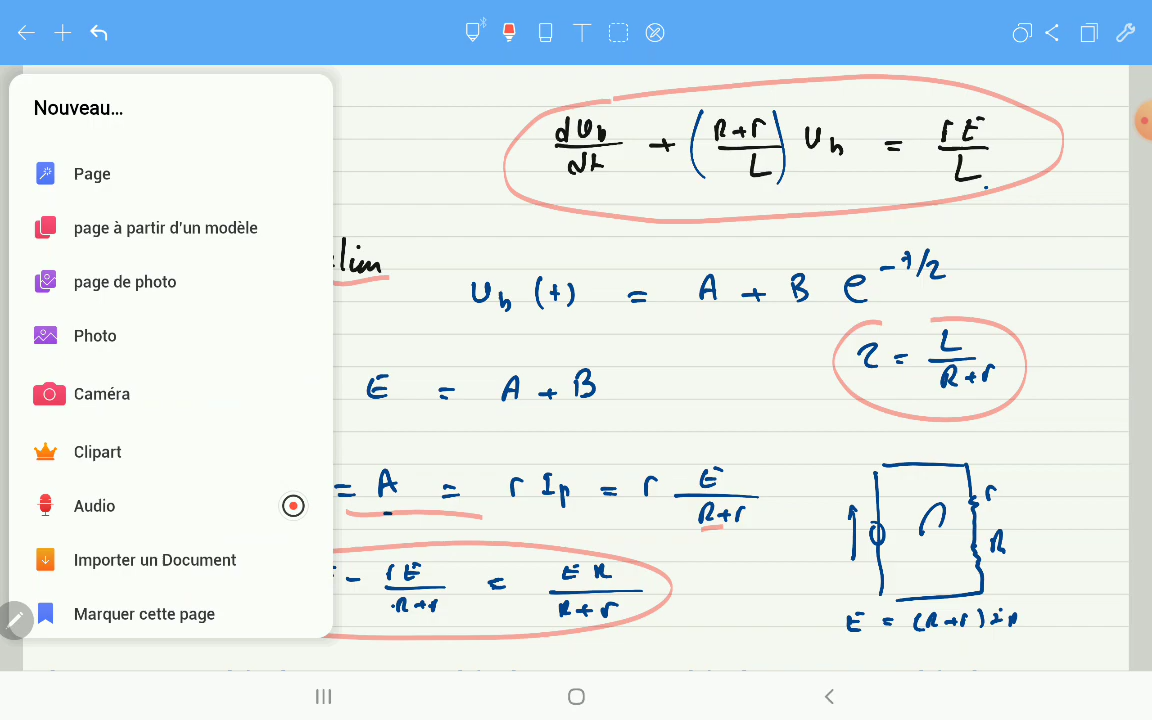 Nouveau...
Page
page à partir d'un modèle
page de photo
Photo
Caméra
Clipart
Audio
Importer un Document
Marquer cette page
dUb/dt + (R+r/L) Ub = rE/L
Ub (t) = A + B e^-t/τ
τ = L/R+r
E = A + B
= A = r Ip = r E/R+r
r
R
- rE/R+r = ER/R+r
E = (R+r) ip